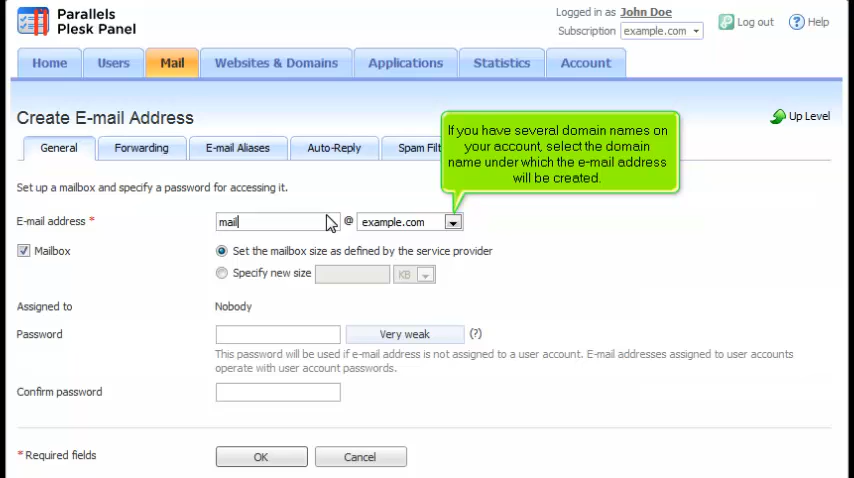 Parallels
Plesk Panel
Logged in as John Doe
Subscription example.com
Log out
Help
Home
Users
Mail
Websites & Domains
Applications
Statistics
Account
Create E-mail Address
Up Level
General
Forwarding
E-mail Aliases
Auto-Reply
Spam Filt
If you have several domain names on
your account, select the domain
name under which the e-mail address
will be created.
Set up a mailbox and specify a password for accessing it.
E-mail address * mail @ example.com
Mailbox
Set the mailbox size as defined by the service provider
Specify new size KB
Assigned to Nobody
Password Very weak (?)
This password will be used if e-mail address is not assigned to a user account. E-mail addresses assigned to user accounts
operate with user account passwords.
Confirm password
* Required fields
OK
Cancel